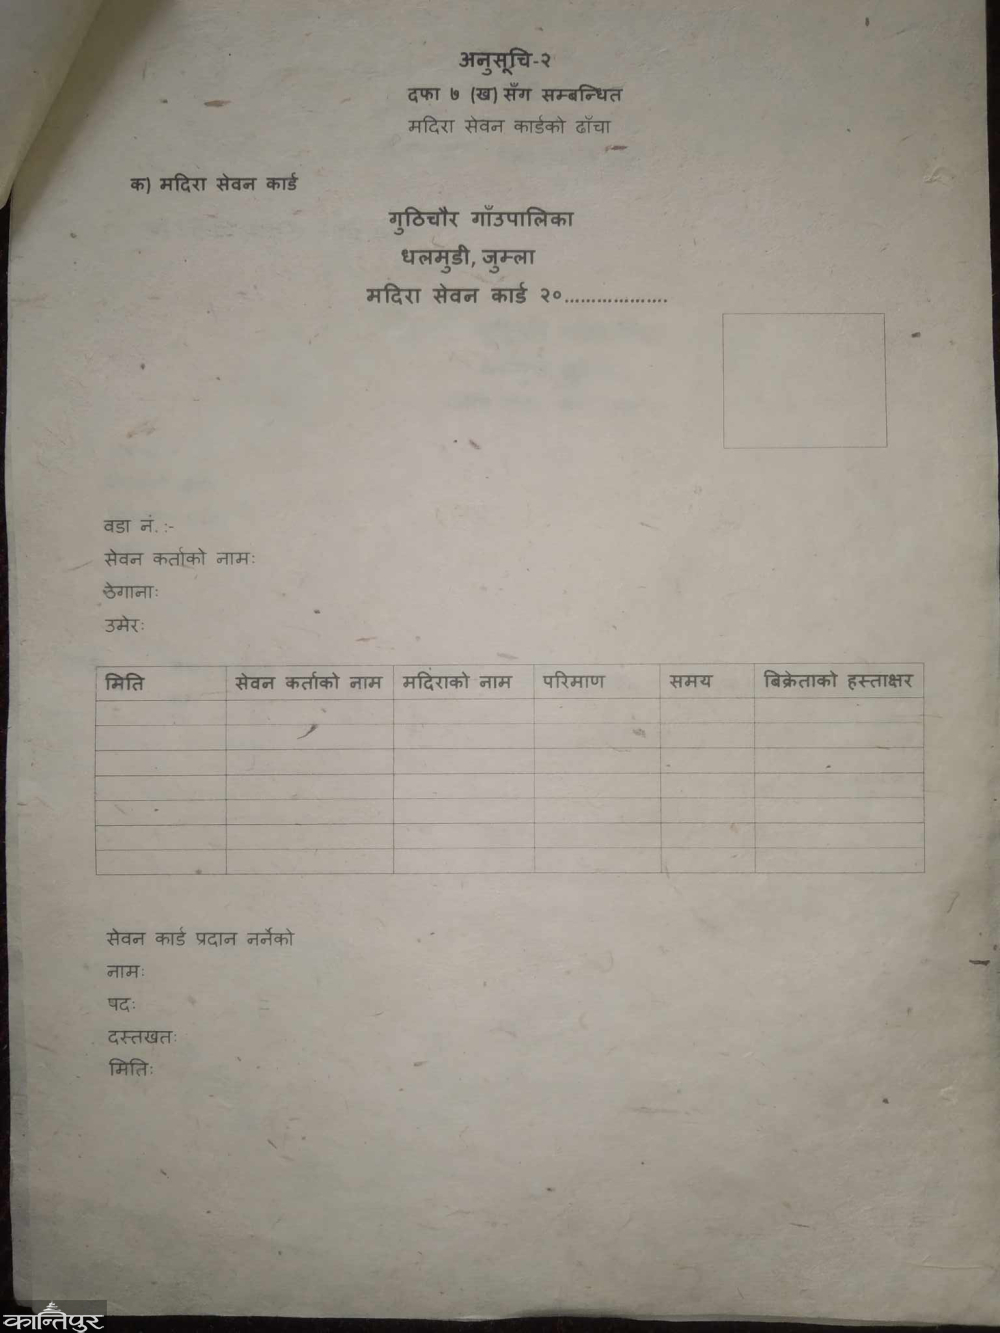 अनुसूचि-२
दफा ७ (ख) सँग सम्बन्धित
मदिरा सेवन कार्डको ढाँचा
क) मदिरा सेवन कार्ड
गुठिचौर गाँउपालिका
धलमुडी, जुम्ला
मदिरा सेवन कार्ड २०...................
वडा नं. :-
सेवन कर्ताको नामः
ठेगानाः
उमेरः
मिति सेवन कर्ताको नाम मदिराको नाम परिमाण समय बिक्रेताको हस्ताक्षर
सेवन कार्ड प्रदान नर्नेको
नामः
पदः
दस्तखतः
मितिः
कान्तिपुर